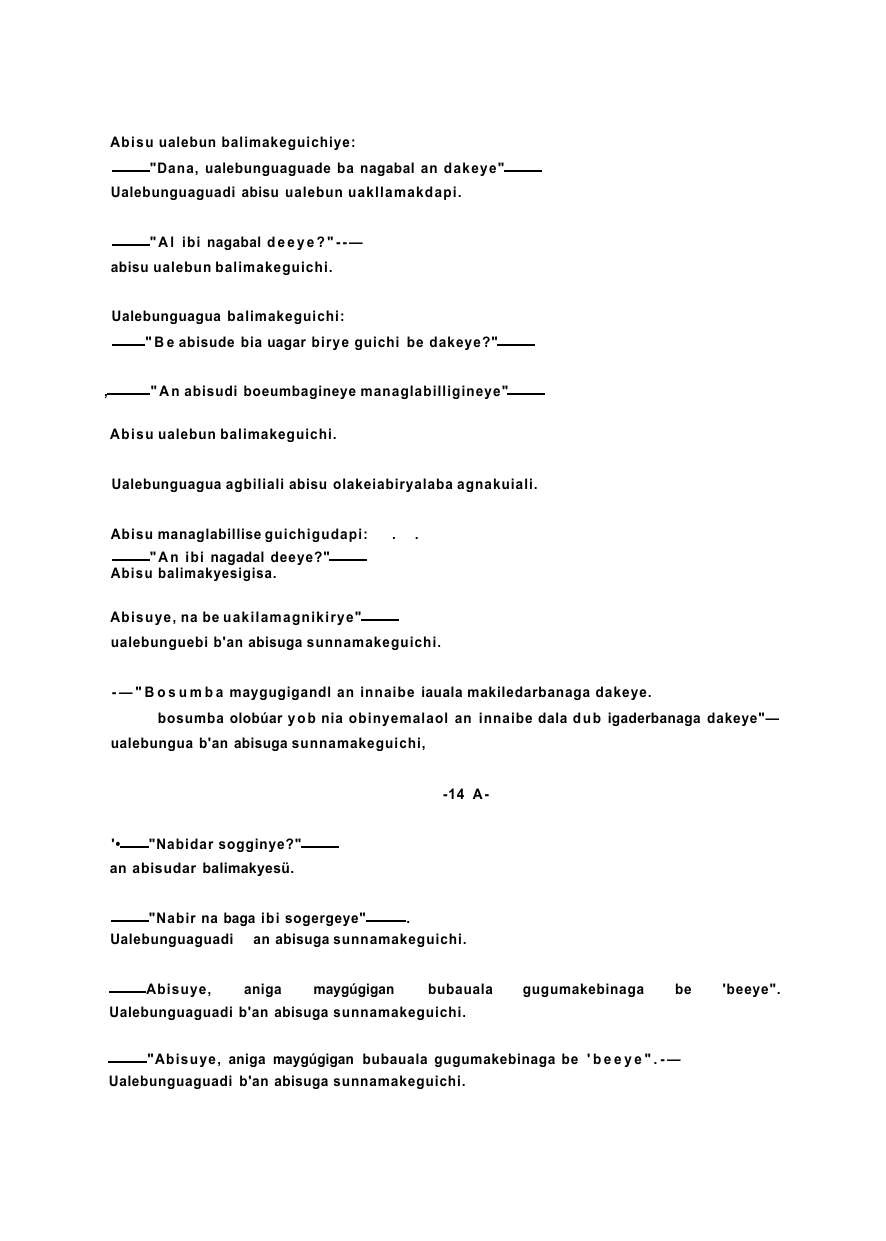 Abisu ualebun balimakeguichiye:
——"Dana, ualebunguaguade ba nagabal an dakeye"——
Ualebunguaguadi abisu ualebun uakllamakdapi.
——"Al ibi nagabal deeye?"--—
abisu ualebun balimakeguichi.
Ualebunguagua balimakeguichi:
——"Be abisude bia uagar birye guichi be dakeye?"——
,——"An abisudi boeumbagineye managlabilligineye"——
Abisu ualebun balimakeguichi.
Ualebunguagua agbiliali abisu olakeiabiryalaba agnakuiali.
Abisu managlabillise guichigudapi: . .
——"An ibi nagadal deeye?"——
Abisu balimakyesigisa.
Abisuye, na be uakilamagnikirye"——
ualebunguebi b'an abisuga sunnamakeguichi.
-—"Bosumba maygugigandl an innaibe iauala makiledarbanaga dakeye.
bosumba olobúar yob nia obinyemalaol an innaibe dala dub igaderbanaga dakeye"—
ualebungua b'an abisuga sunnamakeguichi,
-14 A-
'•——"Nabidar sogginye?"——
an abisudar balimakyesü.
——"Nabir na baga ibi sogergeye"——.
Ualebunguaguadi an abisuga sunnamakeguichi.
——Abisuye, aniga maygúgigan bubauala gugumakebinaga be 'beeye".
Ualebunguaguadi b'an abisuga sunnamakeguichi.
——"Abisuye, aniga maygúgigan bubauala gugumakebinaga be 'beeye".-—
Ualebunguaguadi b'an abisuga sunnamakeguichi.